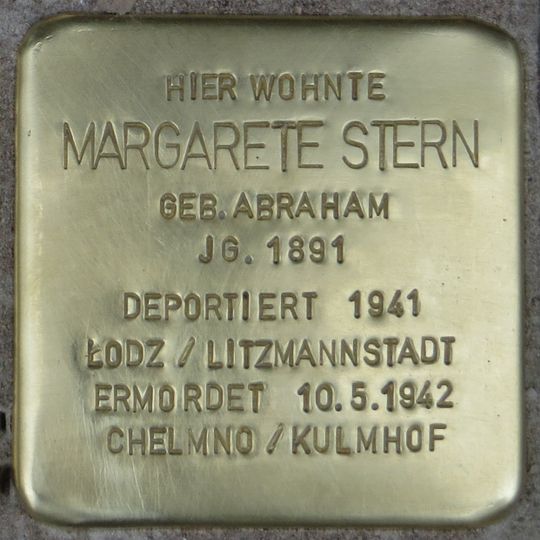 HIER WOHNTE
MARGARETE STERN
GEB. ABRAHAM
JG. 1891
DEPORTIERT 1941
ŁODZ / LITZMANNSTADT
ERMORDET 10.5.1942
CHELMNO / KULMHOF